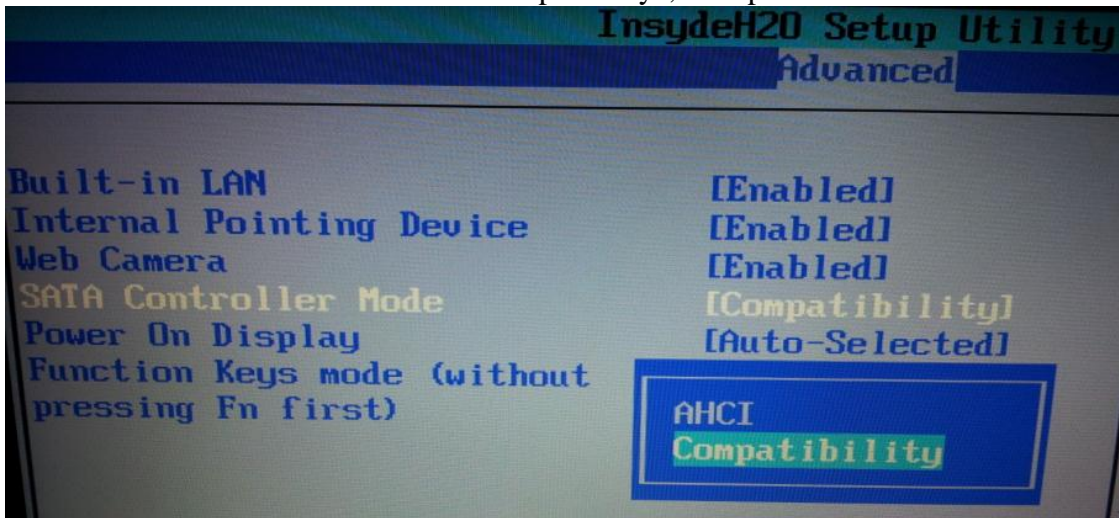 InsydeH20 Setup Utility
Advanced
Built-in LAN [Enabled]
Internal Pointing Device [Enabled]
Web Camera [Enabled]
SATA Controller Mode [Compatibility]
Power On Display [Auto-Selected]
Function Keys mode (without
pressing Fn first)
AHCI
Compatibility